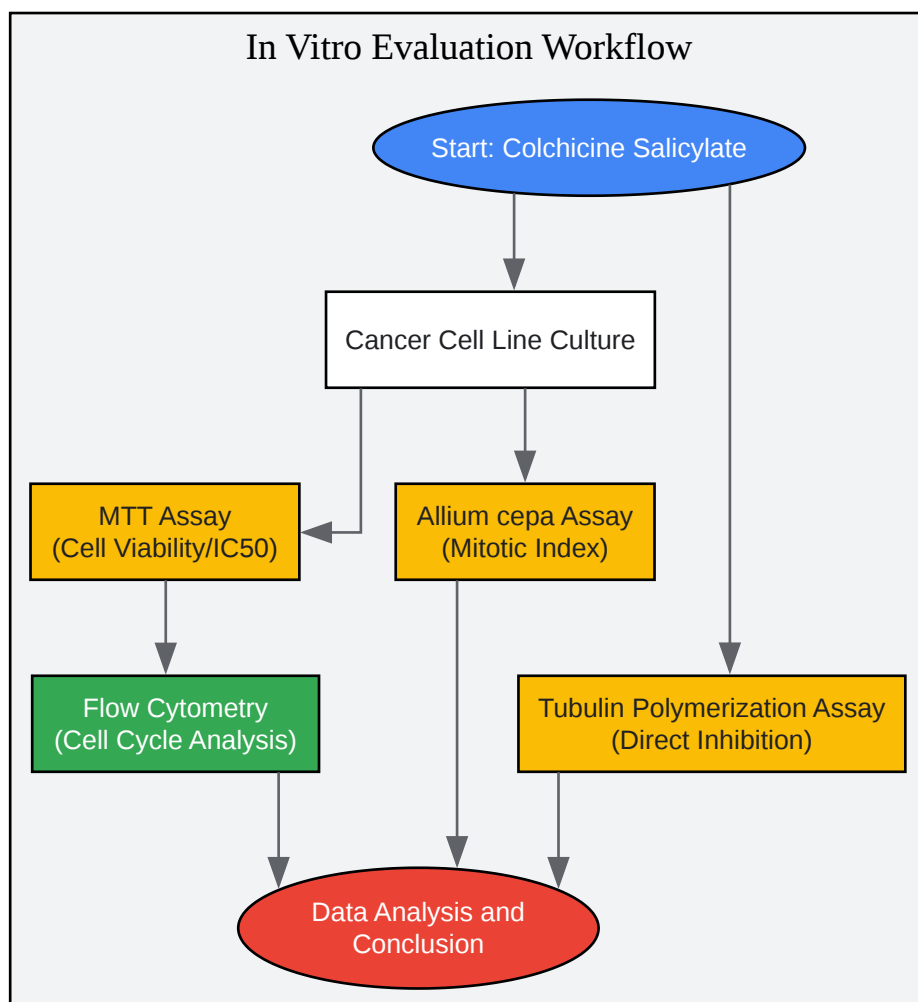 In Vitro Evaluation Workflow
Start: Colchicine Salicylate
Cancer Cell Line Culture
MTT Assay
(Cell Viability/IC50)
Allium cepa Assay
(Mitotic Index)
Flow Cytometry
(Cell Cycle Analysis)
Tubulin Polymerization Assay
(Direct Inhibition)
Data Analysis and
Conclusion